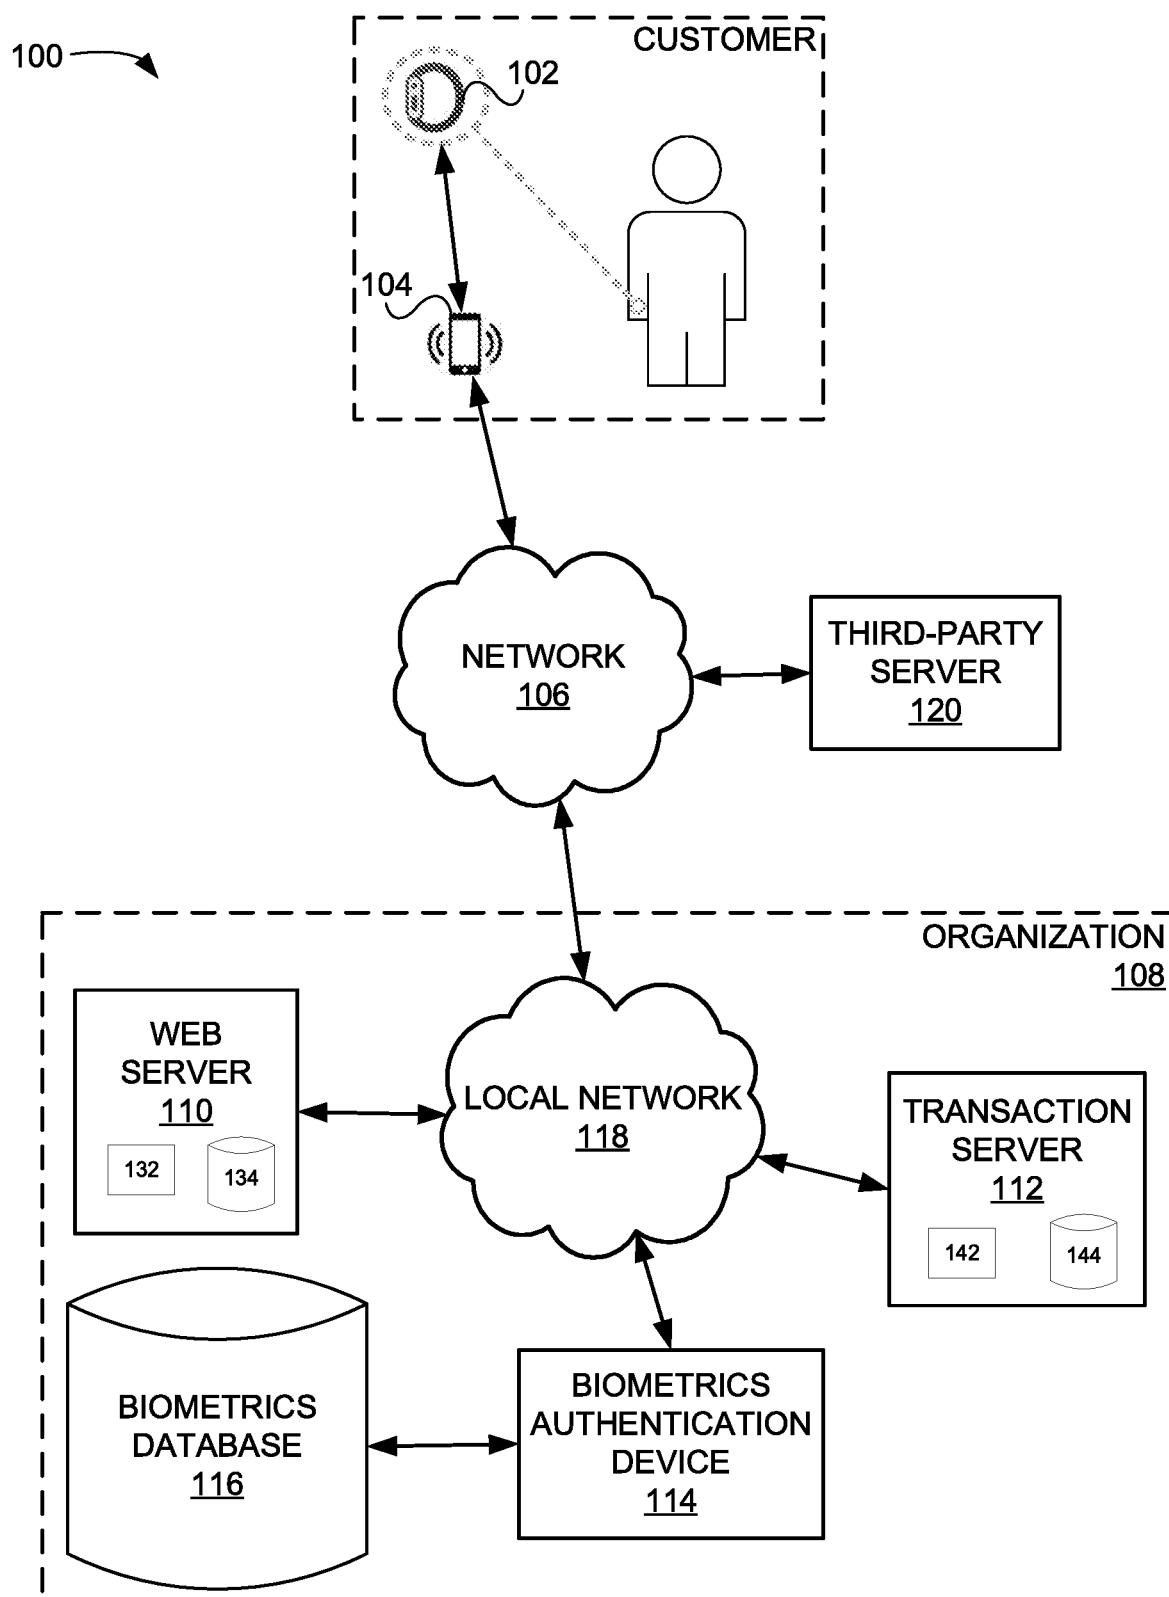 100
CUSTOMER
102
104
NETWORK
106
THIRD-PARTY
SERVER
120
ORGANIZATION
108
WEB
SERVER
110
132
134
LOCAL NETWORK
118
TRANSACTION
SERVER
112
142
144
BIOMETRICS
DATABASE
116
BIOMETRICS
AUTHENTICATION
DEVICE
114